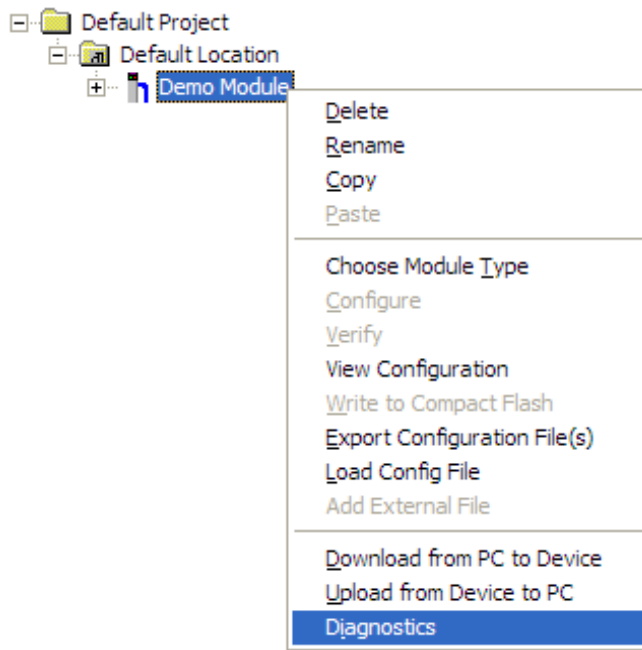 Default Project
Default Location
Demo Module
Delete
Rename
Copy
Paste
Choose Module Type
Configure
Verify
View Configuration
Write to Compact Flash
Export Configuration File(s)
Load Config File
Add External File
Download from PC to Device
Upload from Device to PC
Diagnostics